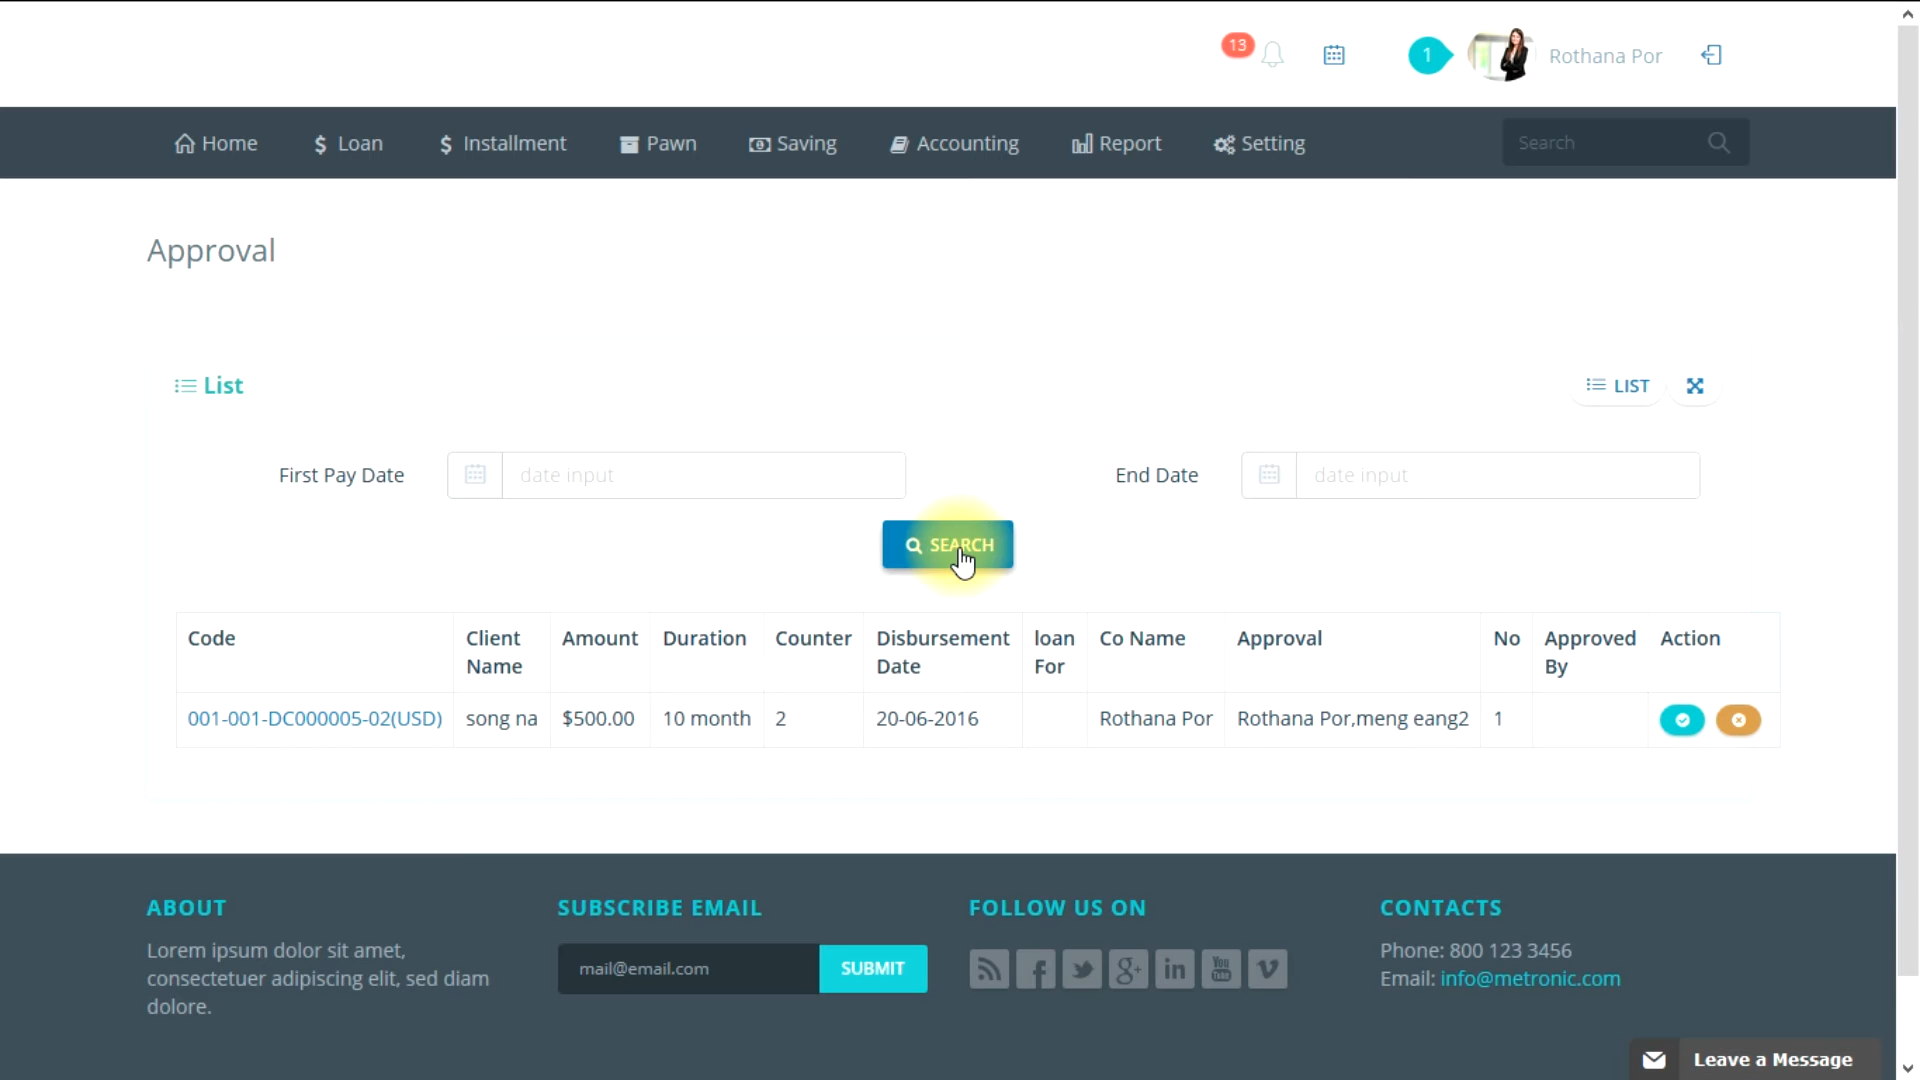 13
1
Rothana Por
Home
Loan
Installment
Pawn
Saving
Accounting
Report
Setting
Search
Approval
List
LIST
First Pay Date
date input
End Date
date input
SEARCH
Code
Client Name
Amount
Duration
Counter
Disbursement Date
loan For
Co Name
Approval
No
Approved By
Action
001-001-DC000005-02(USD)
song na
$500.00
10 month
2
20-06-2016
Rothana Por
Rothana Por,meng eang2
1
ABOUT
Lorem ipsum dolor sit amet,
consectetuer adipiscing elit, sed diam
dolore.
SUBSCRIBE EMAIL
mail@email.com
SUBMIT
FOLLOW US ON
f
g+
in
You Tube
v
CONTACTS
Phone: 800 123 3456
Email: info@metronic.com
Leave a Message